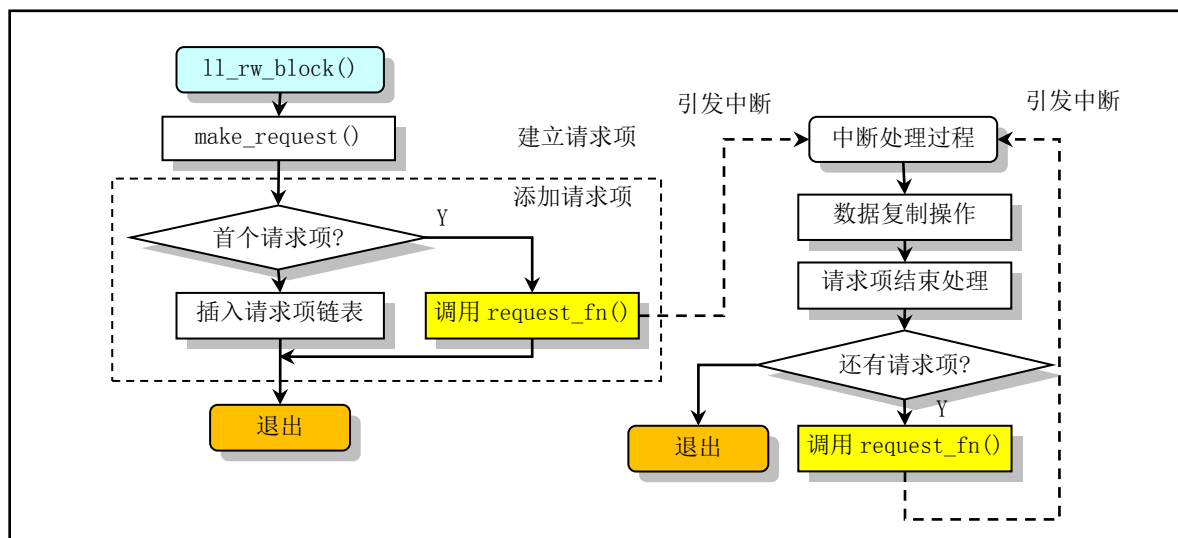 ll_rw_block()
make_request()
建立请求项
添加请求项
首个请求项?
Y
插入请求项链表
调用 request_fn()
退出
引发中断
引发中断
中断处理过程
数据复制操作
请求项结束处理
还有请求项?
Y
退出
调用 request_fn()